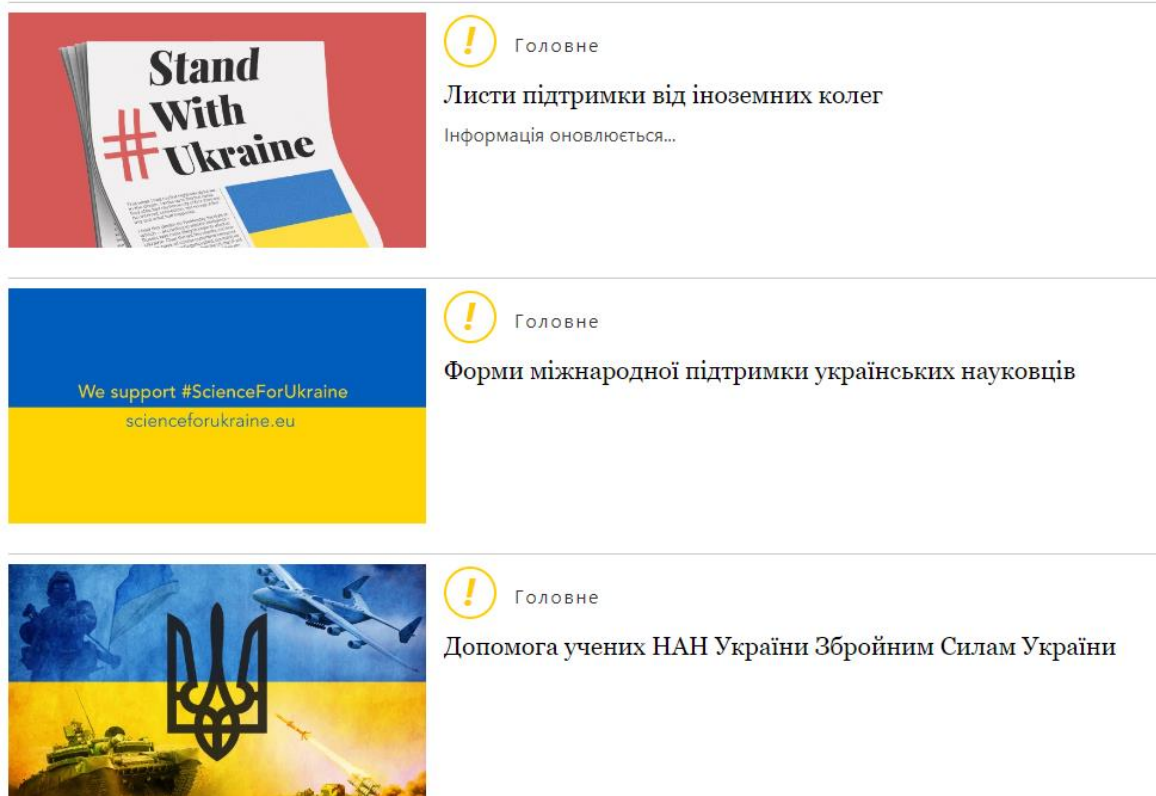 Stand
#With
Ukraine
! Головне
Листи підтримки від іноземних колег
Інформація оновлюється...
We support #ScienceForUkraine
scienceforukraine.eu
! Головне
Форми міжнародної підтримки українських науковців
! Головне
Допомога учених НАН України Збройним Силам України